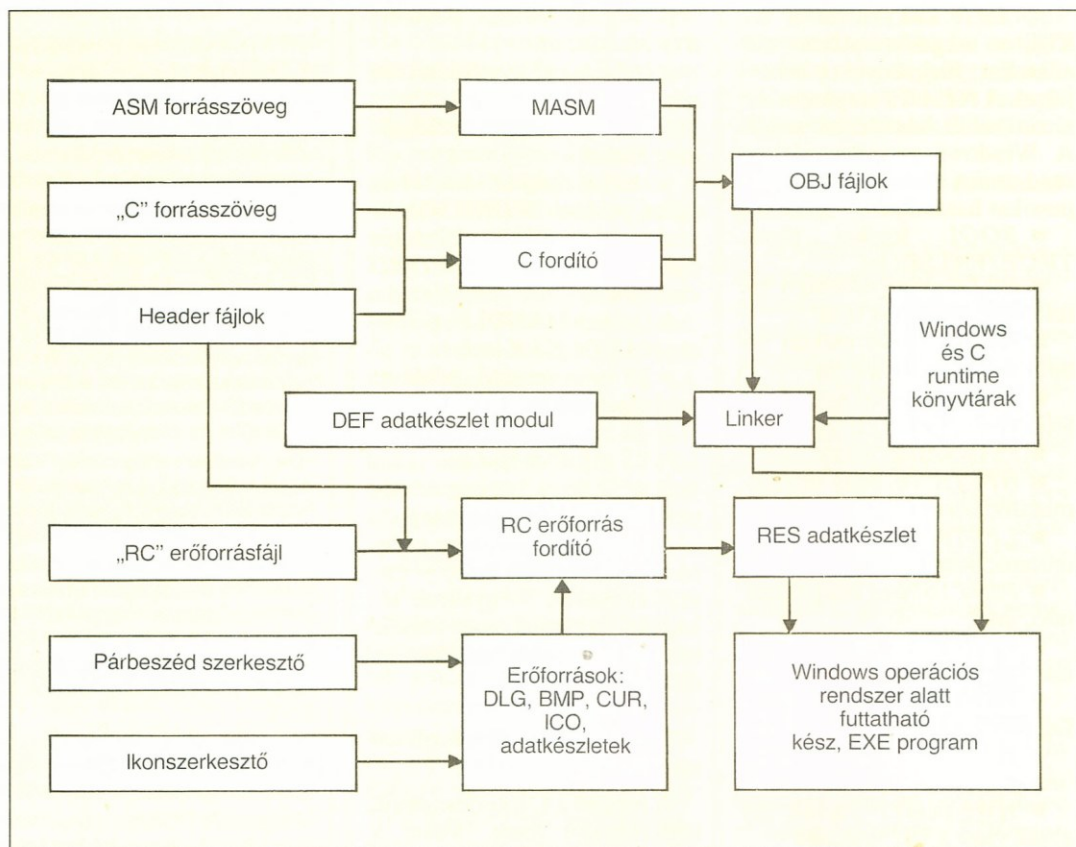 ASM forrásszöveg
MASM
„C” forrásszöveg
OBJ fájlok
C fordító
Header fájlok
Windows
és C
runtime
könyvtárak
DEF adatkészlet modul
Linker
„RC” erőforrásfájl
RC erőforrás
fordító
RES adatkészlet
Párbeszéd szerkesztő
Erőforrások:
DLG, BMP, CUR,
ICO,
adatkészletek
Windows operációs
rendszer alatt
futtatható
kész, EXE program
Ikonszerkesztő